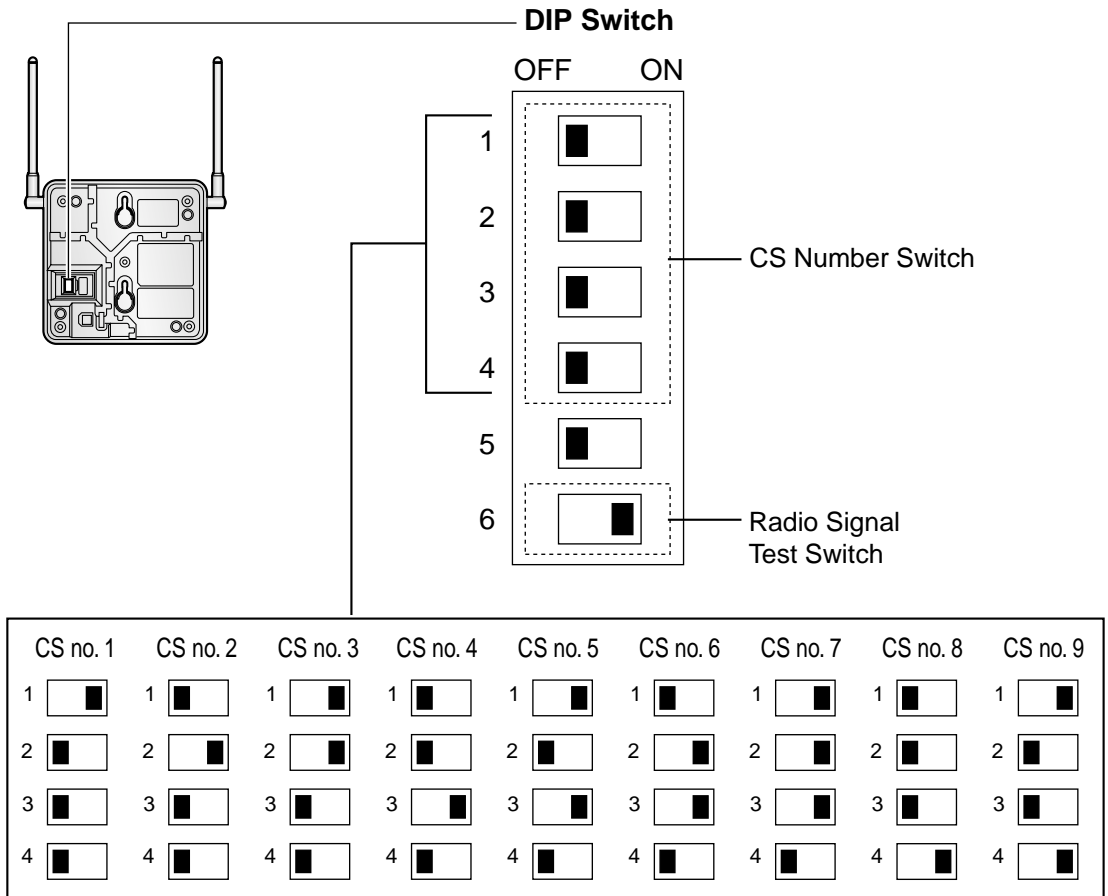 DIP Switch
OFF ON
1
2
3
4
5
6
CS Number Switch
Radio Signal
Test Switch
CS no. 1 CS no. 2 CS no. 3 CS no. 4 CS no. 5 CS no. 6 CS no. 7 CS no. 8 CS no. 9
1 1 1 1 1 1 1 1 1
2 2 2 2 2 2 2 2 2
3 3 3 3 3 3 3 3 3
4 4 4 4 4 4 4 4 4